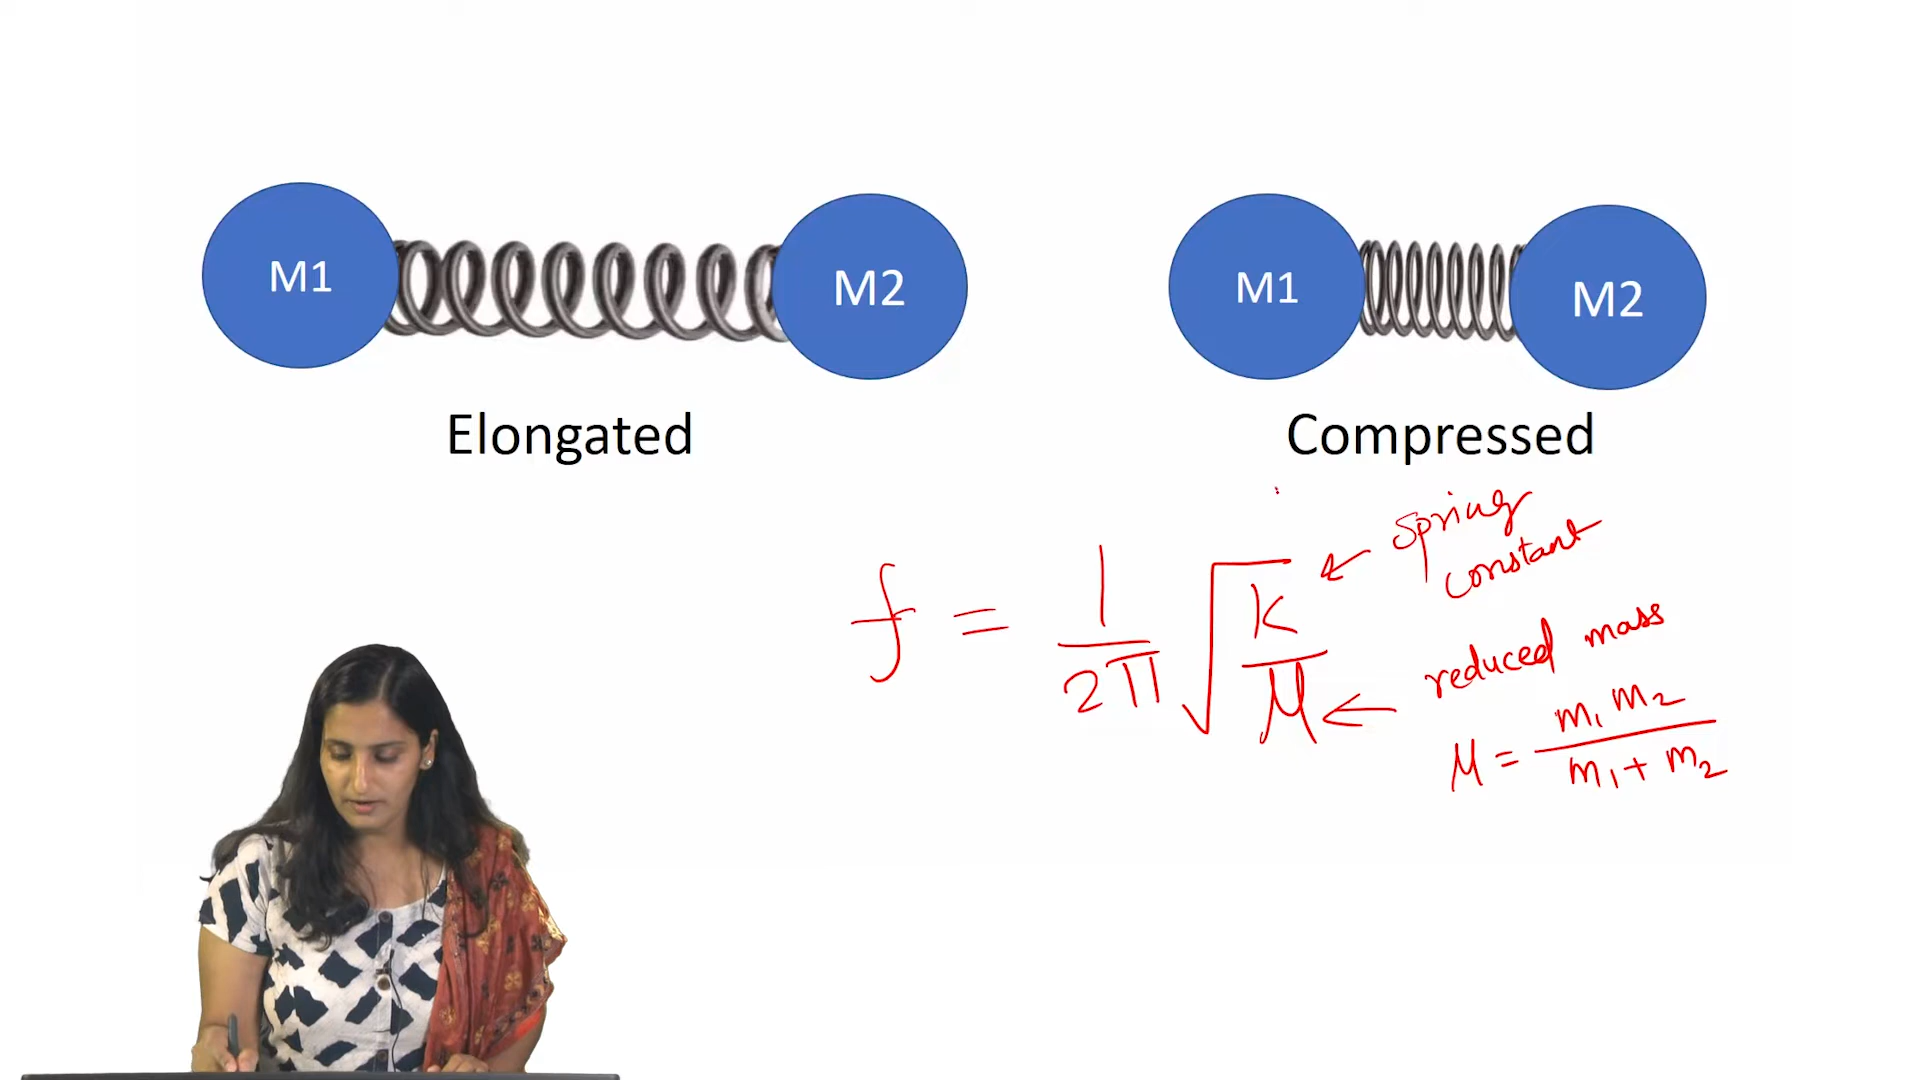 M1 M2 M1 M2
Elongated Compressed
f = 1/2π √(K/μ) ← spring constant
← reduced mass
μ = m₁ m₂ / m₁ + m₂